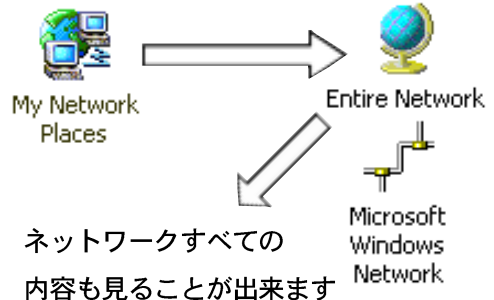 My Network
Places
Entire Network
Microsoft
Windows
Network
ネットワークすべての
内容も見ることが出来ます